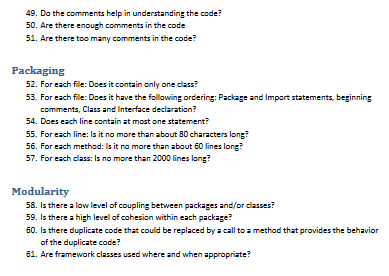 49. Do the comments help in understanding the code?
50. Are there enough comments in the code
51. Are there too many comments in the code?
Packaging
52. For each file: Does it contain only one class?
53. For each file: Does it have the following ordering: Package and Import statements, beginning
comments, Class and Interface declaration?
54. Does each line contain at most one statement?
55. For each line: Is it no more than about 80 characters long?
56. For each method: Is it no more than about 60 lines long?
57. For each class: Is no more than 2000 lines long?
Modularity
58. Is there a low level of coupling between packages and/or classes?
59. Is there a high level of cohesion within each package?
60. Is there duplicate code that could be replaced by a call to a method that provides the behavior
of the duplicate code?
61. Are framework classes used where and when appropriate?